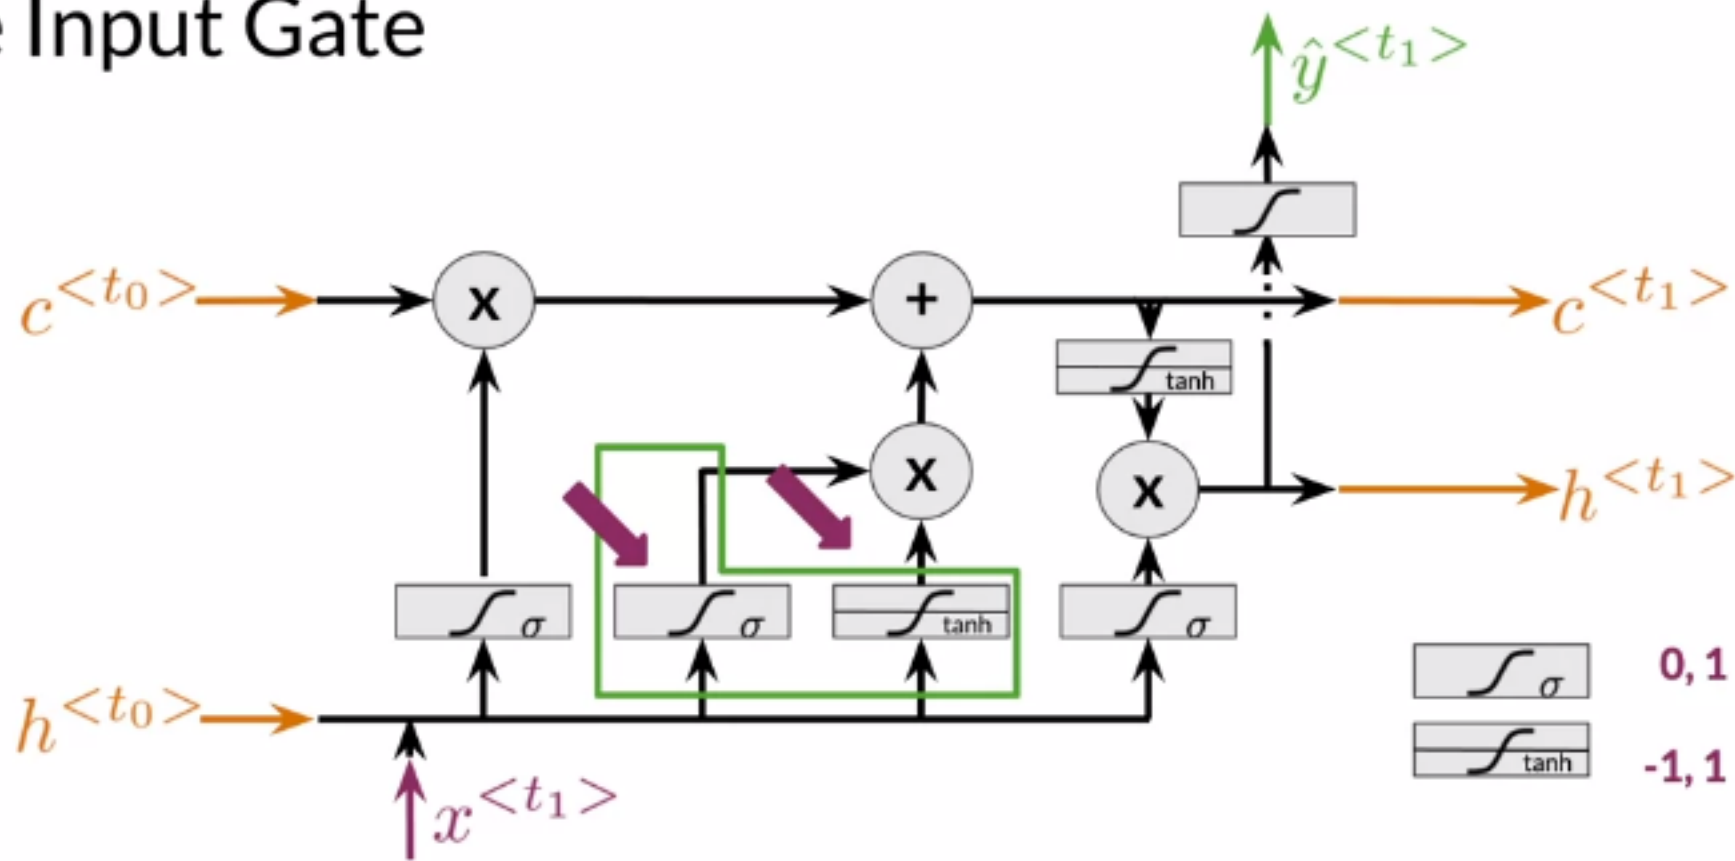 e Input Gate
ŷ^{<t₁>}
c^{<t₀>}
x
+
c^{<t₁>}
tanh
x
x
h^{<t₁>}
σ
σ
tanh
σ
σ
0, 1
h^{<t₀>}
tanh
-1, 1
x^{<t₁>}